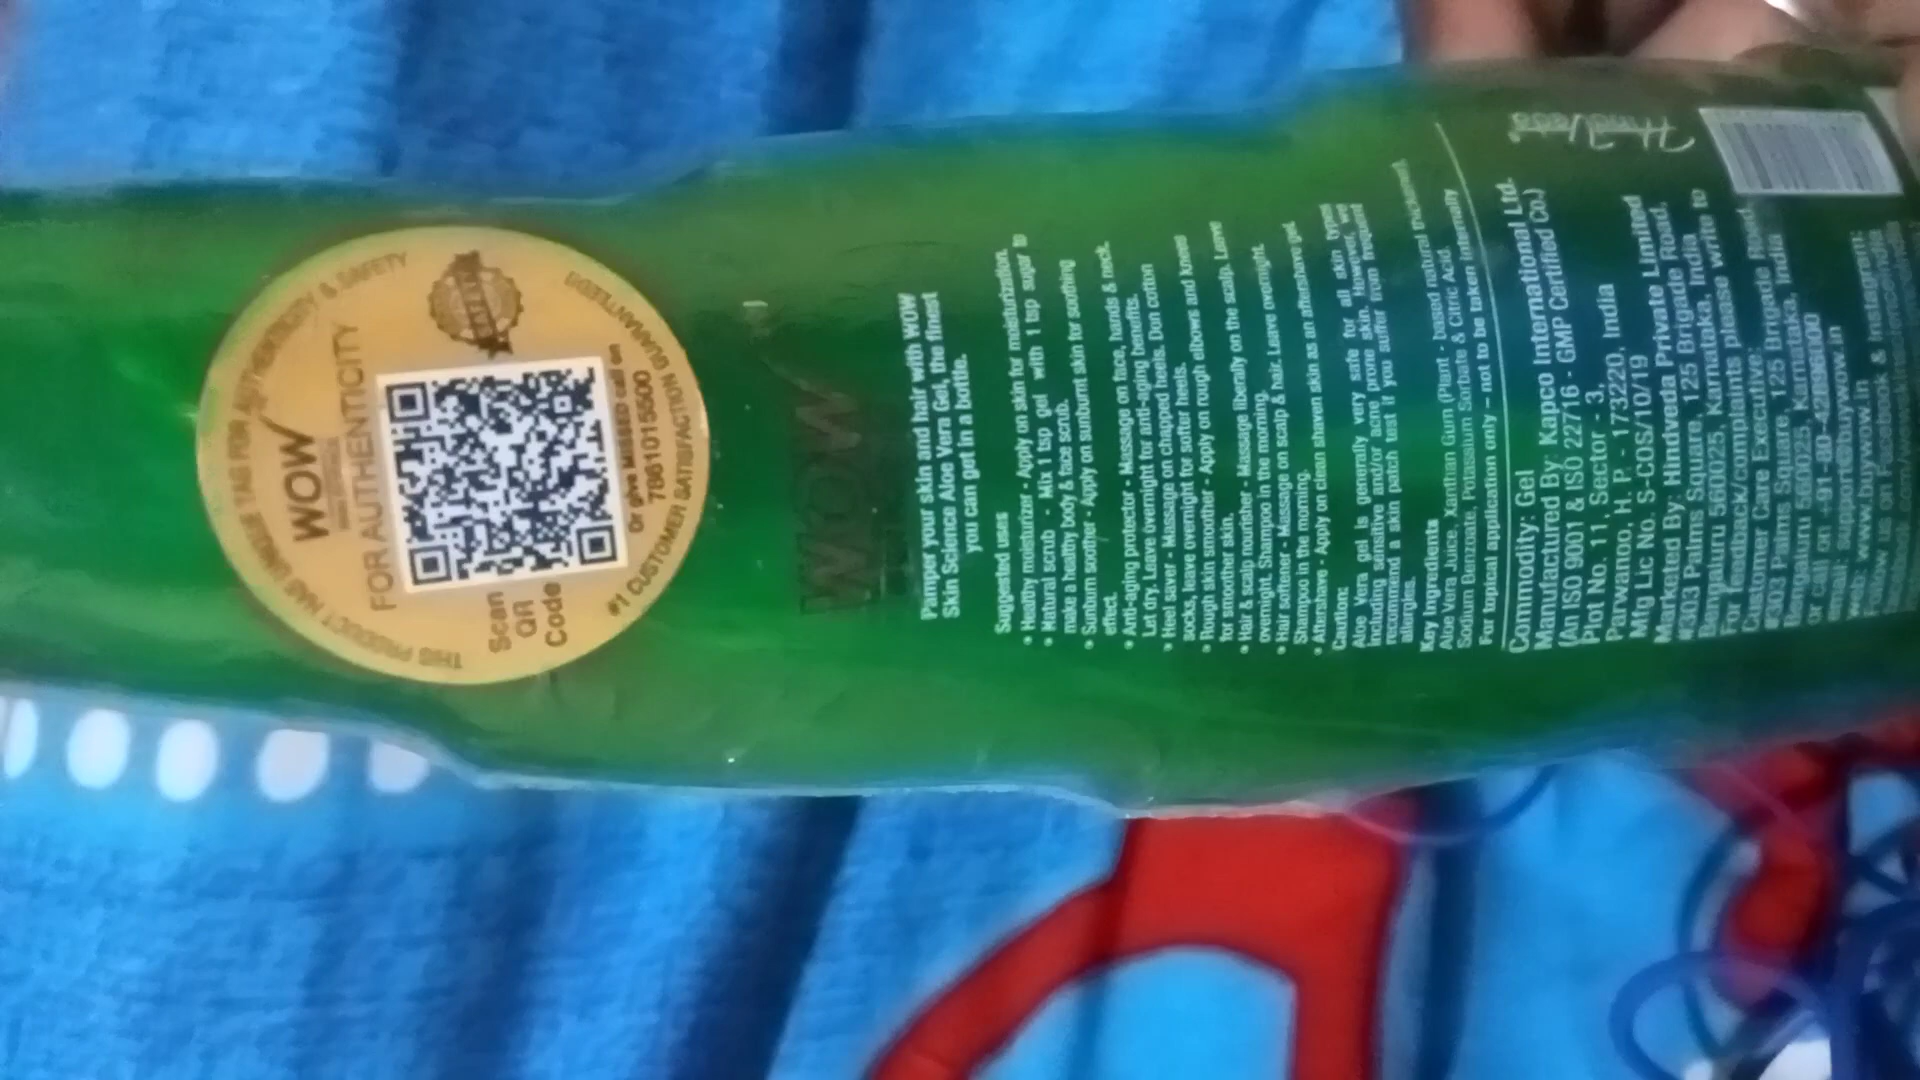 THIS PRODUCT HAS UNIQUE TAG FOR AUTHENTICITY & SAFETY
WOW
FOR AUTHENTICITY
Scan
QR
Code
Or give missed call on
7861015500
#1 CUSTOMER SATISFACTION GUARANTEED
WOW
Pamper your skin and hair with WOW
Skin Science Aloe Vera Gel, the finest
you can get in a bottle.
Suggested uses
• Healthy moisturizer - Apply on skin for moisturization.
• Natural scrub - Mix 1 tsp gel with 1 tsp sugar to
make a healthy body & face scrub.
• Sunburn soother - Apply on sunburnt skin for soothing
effect.
• Anti-aging protector - Massage on face, hands & neck.
Let dry. Leave overnight for anti-aging benefits.
• Heel saver - Massage on chapped heels. Don cotton
socks, leave overnight for softer heels.
• Rough skin smoother - Apply on rough elbows and knees
for smoother skin.
• Hair & scalp nourisher - Massage liberally on the scalp. Leave
overnight. Shampoo in the morning.
• Hair softener - Massage on scalp & hair. Leave overnight.
Shampoo in the morning.
• Aftershave - Apply on clean shaven skin as an aftershave gel.
Caution:
Aloe Vera gel is generally very safe for all skin types
including sensitive and/or acne prone skin. However, we
recommend a skin patch test if you suffer from frequent
allergies.
Key Ingredients
Aloe Vera Juice, Xanthan Gum (Plant - based natural thickener),
Sodium Benzoate, Potassium Sorbate & Citric Acid.
For topical application only – not to be taken internally
Commodity: Gel
Manufactured By: Kapco International Ltd.
(An ISO 9001 & ISO 22716 - GMP Certified Co.)
Plot No. 11, Sector - 3,
Parwanoo, H. P. - 173220, India
Mfg Lic No. S-COS/10/19
HindVeda
Marketed By: Hindveda Private Limited
#303 Palms Square, 125 Brigade Road,
Bengaluru 560025, Karnataka, India
For feedback/complaints please write to
Customer Care Executive:
#303 Palms Square, 125 Brigade Road,
Bengaluru 560025, Karnataka, India
or call on +91-80-
email: support@buywow.in
web: www.buywow.in
Follow us on Facebook & Instagram: